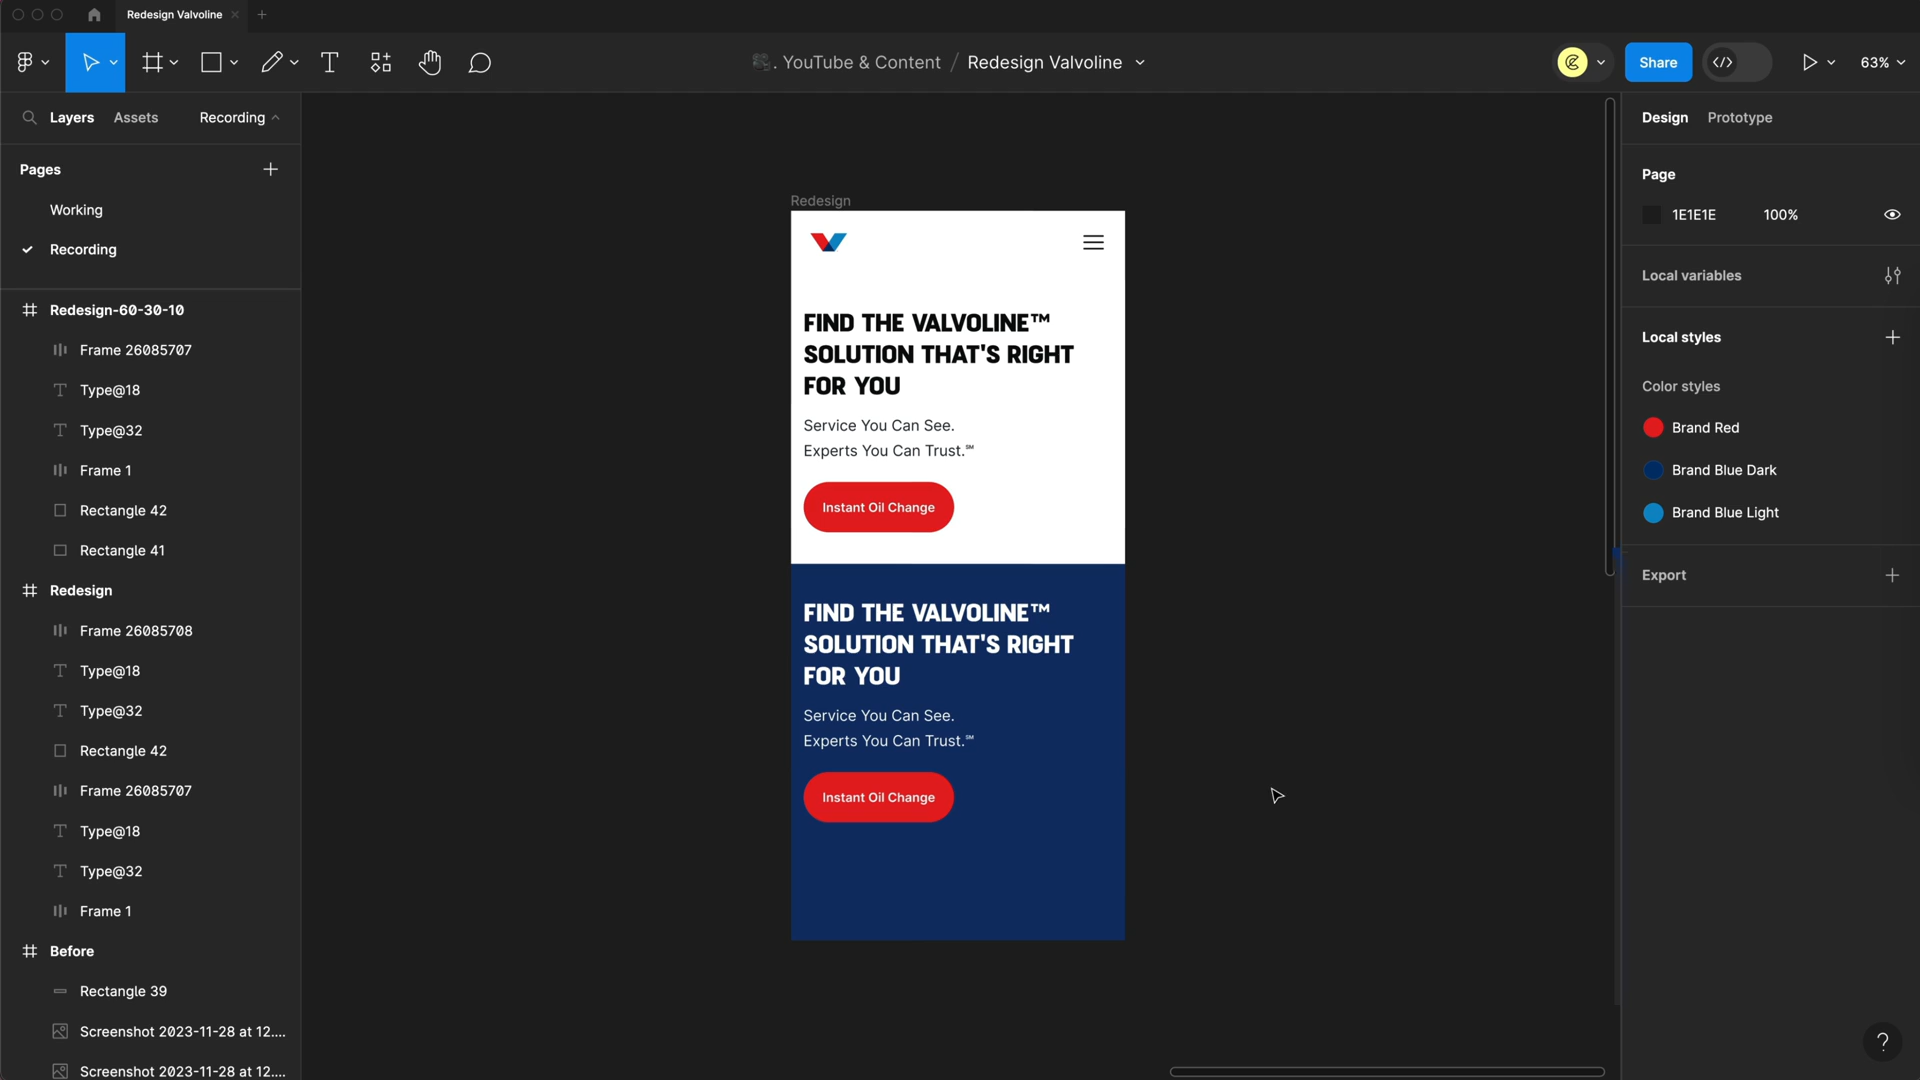 Redesign Valvoline
. YouTube & Content / Redesign Valvoline
Share
63%
Layers
Assets
Recording
Pages
Working
Recording
Redesign-60-30-10
Frame 26085707
Type@18
Type@32
Frame 1
Rectangle 42
Rectangle 41
Redesign
Frame 26085708
Type@18
Type@32
Rectangle 42
Frame 26085707
Type@18
Type@32
Frame 1
Before
Rectangle 39
Screenshot 2023-11-28 at 12....
Screenshot 2023-11-28 at 12....
Redesign
FIND THE VALVOLINE™
SOLUTION THAT'S RIGHT
FOR YOU
Service You Can See.
Experts You Can Trust.℠
Instant Oil Change
FIND THE VALVOLINE™
SOLUTION THAT'S RIGHT
FOR YOU
Service You Can See.
Experts You Can Trust.℠
Instant Oil Change
Design
Prototype
Page
1E1E1E
100%
Local variables
Local styles
Color styles
Brand Red
Brand Blue Dark
Brand Blue Light
Export
?